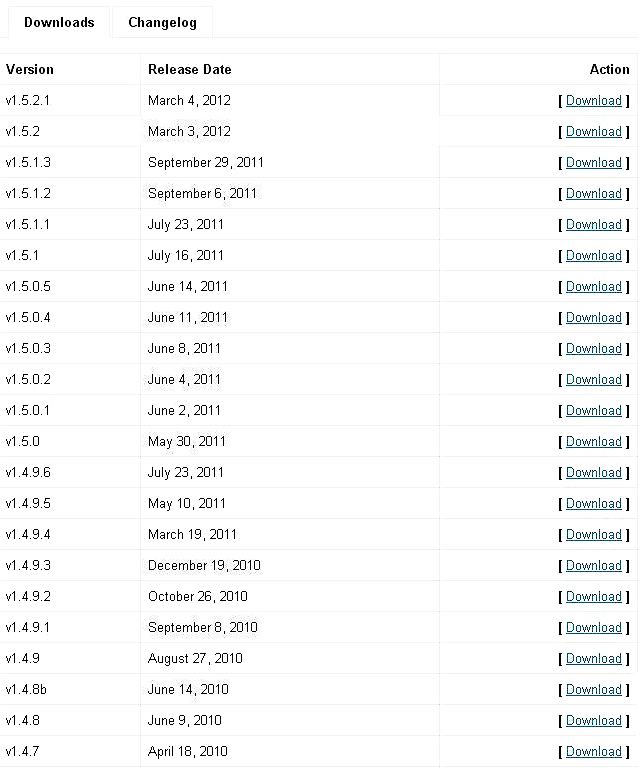 Downloads Changelog
Version Release Date Action
v1.5.2.1 March 4, 2012 [ Download ]
v1.5.2 March 3, 2012 [ Download ]
v1.5.1.3 September 29, 2011 [ Download ]
v1.5.1.2 September 6, 2011 [ Download ]
v1.5.1.1 July 23, 2011 [ Download ]
v1.5.1 July 16, 2011 [ Download ]
v1.5.0.5 June 14, 2011 [ Download ]
v1.5.0.4 June 11, 2011 [ Download ]
v1.5.0.3 June 8, 2011 [ Download ]
v1.5.0.2 June 4, 2011 [ Download ]
v1.5.0.1 June 2, 2011 [ Download ]
v1.5.0 May 30, 2011 [ Download ]
v1.4.9.6 July 23, 2011 [ Download ]
v1.4.9.5 May 10, 2011 [ Download ]
v1.4.9.4 March 19, 2011 [ Download ]
v1.4.9.3 December 19, 2010 [ Download ]
v1.4.9.2 October 26, 2010 [ Download ]
v1.4.9.1 September 8, 2010 [ Download ]
v1.4.9 August 27, 2010 [ Download ]
v1.4.8b June 14, 2010 [ Download ]
v1.4.8 June 9, 2010 [ Download ]
v1.4.7 April 18, 2010 [ Download ]